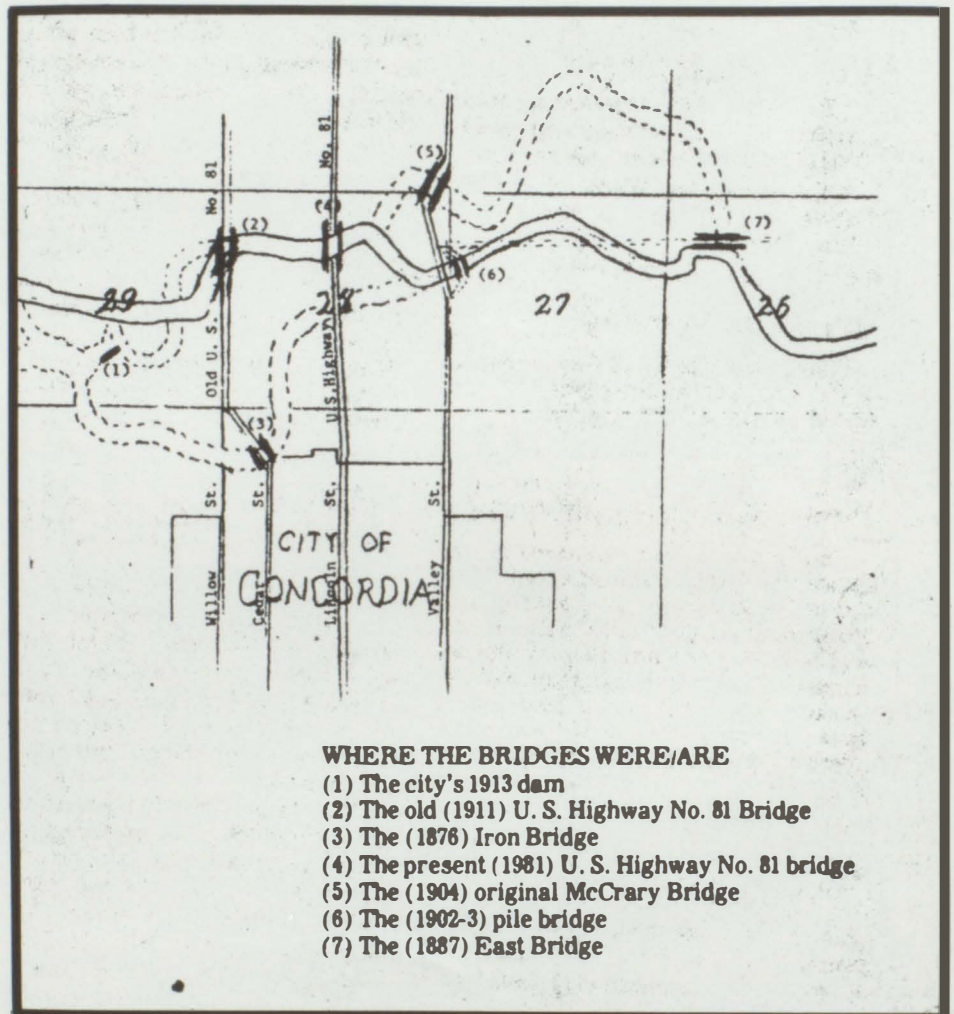 (5)
Old U. S. No. 81
(2)
(4)
U.S. Highway No. 81
(7)
(6)
29
28
27
26
(1)
(3)
Willow St.
Cedar St.
Lincoln St.
Valley St.
CITY OF
CONCORDIA
WHERE THE BRIDGES WERE/ARE
(1) The city's 1913 dam
(2) The old (1911) U. S. Highway No. 81 Bridge
(3) The (1876) Iron Bridge
(4) The present (1981) U. S. Highway No. 81 bridge
(5) The (1904) original McCrary Bridge
(6) The (1902-3) pile bridge
(7) The (1887) East Bridge